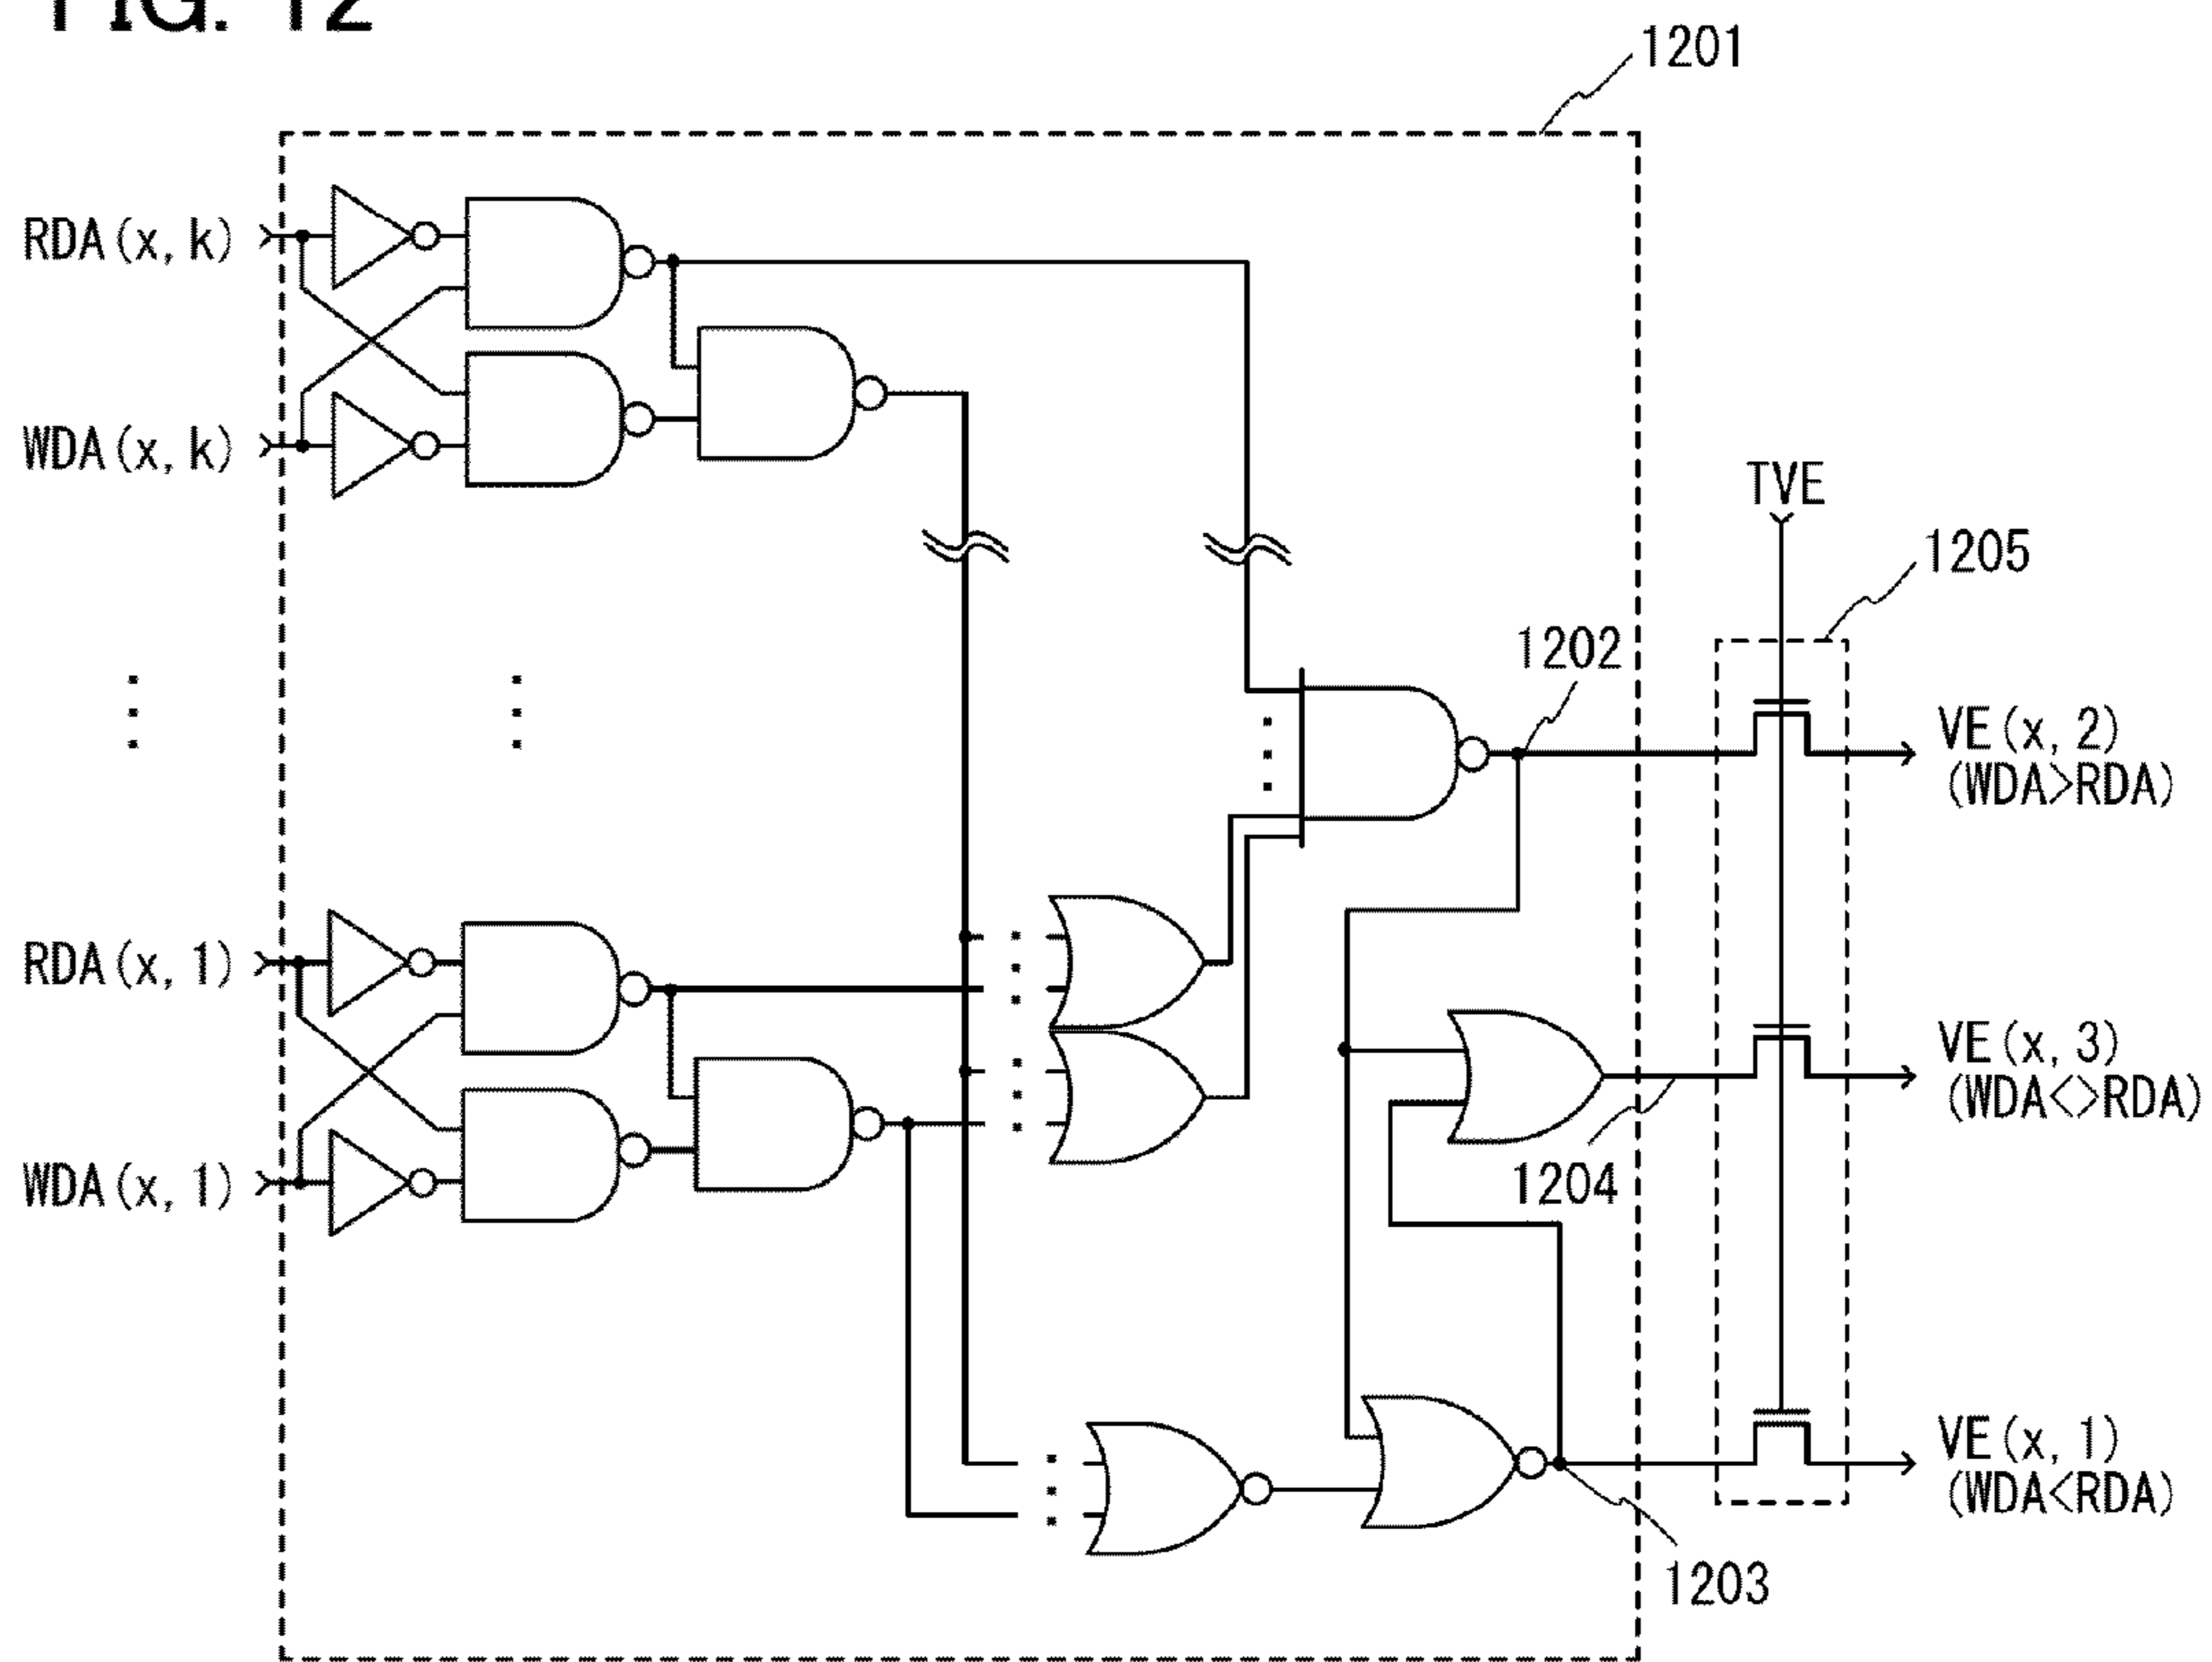 FIG. 12
1201
RDA(x, k)
WDA(x, k)
TVE
1205
1202
VE(x, 2)
(WDA>RDA)
RDA(x, 1)
VE(x, 3)
(WDA<>RDA)
WDA(x, 1)
1204
VE(x, 1)
(WDA<RDA)
1203